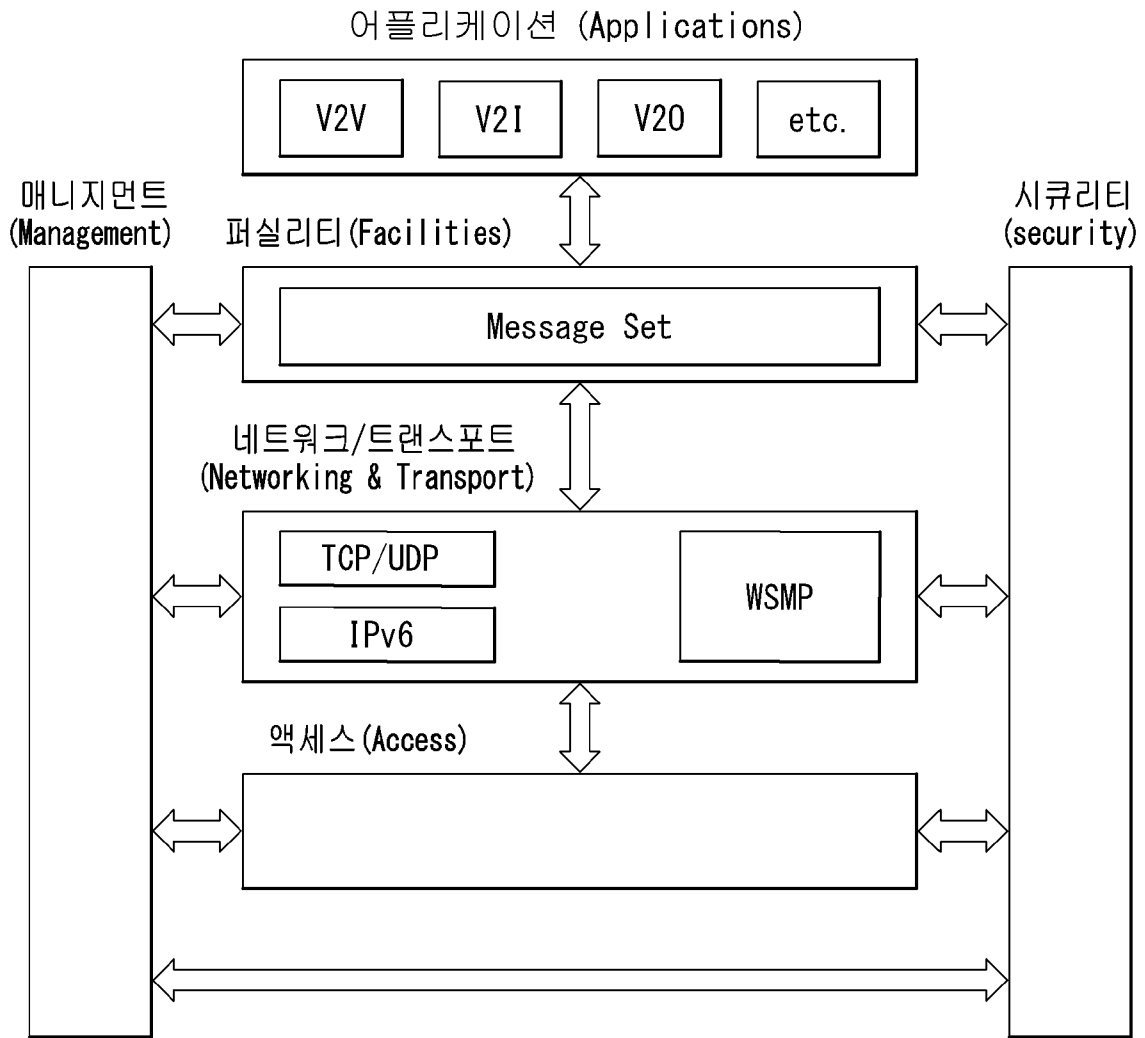 어플리케이션 (Applications)
V2V
V2I
V2O
etc.
매니지먼트
(Management)
시큐리티
(security)
퍼실리티(Facilities)
Message Set
네트워크/트랜스포트
(Networking & Transport)
TCP/UDP
IPv6
WSMP
액세스(Access)